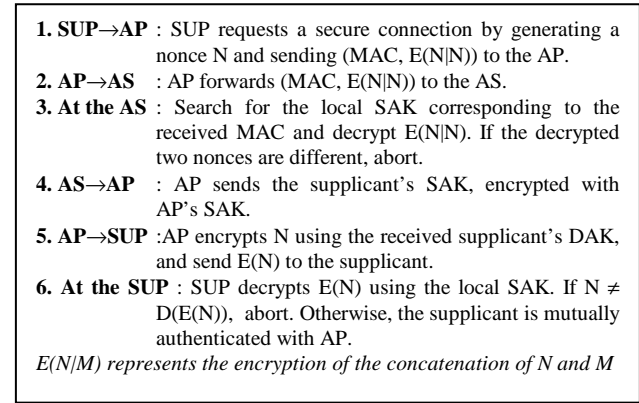 1. SUP→AP : SUP requests a secure connection by generating a
nonce N and sending (MAC, E(N|N)) to the AP.
2. AP→AS : AP forwards (MAC, E(N|N)) to the AS.
3. At the AS : Search for the local SAK corresponding to the
received MAC and decrypt E(N|N). If the decrypted
two nonces are different, abort.
4. AS→AP : AP sends the supplicant's SAK, encrypted with
AP's SAK.
5. AP→SUP :AP encrypts N using the received supplicant's DAK,
and send E(N) to the supplicant.
6. At the SUP : SUP decrypts E(N) using the local SAK. If N ≠
D(E(N)), abort. Otherwise, the supplicant is mutually
authenticated with AP.
E(N/M) represents the encryption of the concatenation of N and M